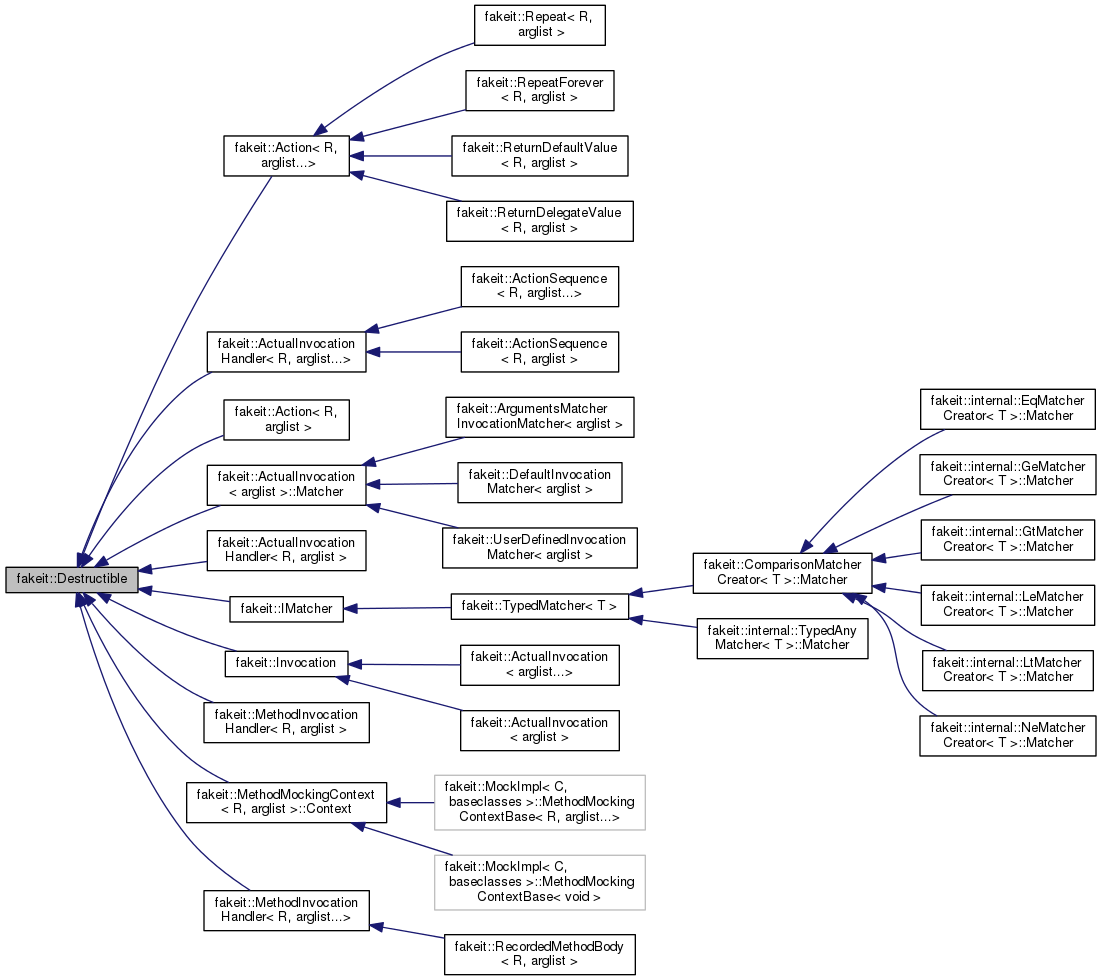 fakeit::Repeat< R,
arglist >
fakeit::RepeatForever
< R, arglist >
fakeit::Action< R,
arglist...>
fakeit::ReturnDefaultValue
< R, arglist >
fakeit::ReturnDelegateValue
< R, arglist >
fakeit::ActionSequence
< R, arglist...>
fakeit::ActualInvocation
Handler< R, arglist...>
fakeit::ActionSequence
< R, arglist >
fakeit::Action< R,
arglist >
fakeit::ArgumentsMatcher
InvocationMatcher< arglist >
fakeit::ActualInvocation
< arglist >::Matcher
fakeit::DefaultInvocation
Matcher< arglist >
fakeit::UserDefinedInvocation
Matcher< arglist >
fakeit::ActualInvocation
Handler< R, arglist >
fakeit::Destructible
fakeit::IMatcher
fakeit::TypedMatcher< T >
fakeit::ComparisonMatcher
Creator< T >::Matcher
fakeit::internal::TypedAny
Matcher< T >::Matcher
fakeit::internal::EqMatcher
Creator< T >::Matcher
fakeit::internal::GeMatcher
Creator< T >::Matcher
fakeit::internal::GtMatcher
Creator< T >::Matcher
fakeit::internal::LeMatcher
Creator< T >::Matcher
fakeit::internal::LtMatcher
Creator< T >::Matcher
fakeit::internal::NeMatcher
Creator< T >::Matcher
fakeit::Invocation
fakeit::ActualInvocation
< arglist...>
fakeit::ActualInvocation
< arglist >
fakeit::MethodInvocation
Handler< R, arglist >
fakeit::MethodMockingContext
< R, arglist >::Context
fakeit::MockImpl< C,
baseclasses >::MethodMocking
ContextBase< R, arglist...>
fakeit::MockImpl< C,
baseclasses >::MethodMocking
ContextBase< void >
fakeit::MethodInvocation
Handler< R, arglist...>
fakeit::RecordedMethodBody
< R, arglist >